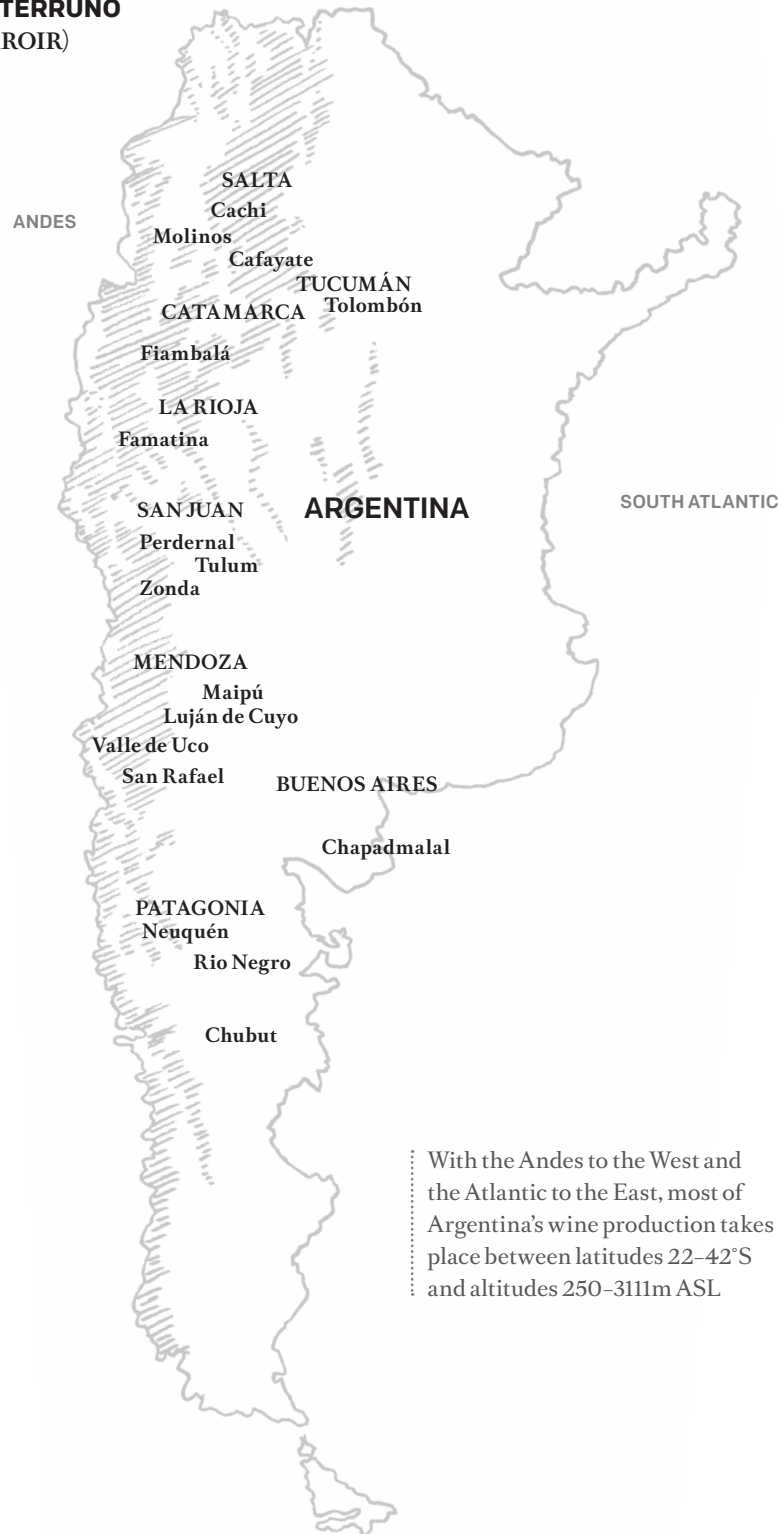 TERRUÑO
ROIR)
ANDES
SALTA
Cachi
Molinos
Cafayate
TUCUMÁN
Tolombón
CATAMARCA
Fiambalá
LA RIOJA
Famatina
SAN JUAN
ARGENTINA
SOUTH ATLANTIC
Perdernal
Tulum
Zonda
MENDOZA
Maipú
Luján de Cuyo
Valle de Uco
San Rafael
BUENOS AIRES
Chapadmalal
PATAGONIA
Neuquén
Rio Negro
Chubut
With the Andes to the West and
the Atlantic to the East, most of
Argentina's wine production takes
place between latitudes 22–42°S
and altitudes 250–3111m ASL